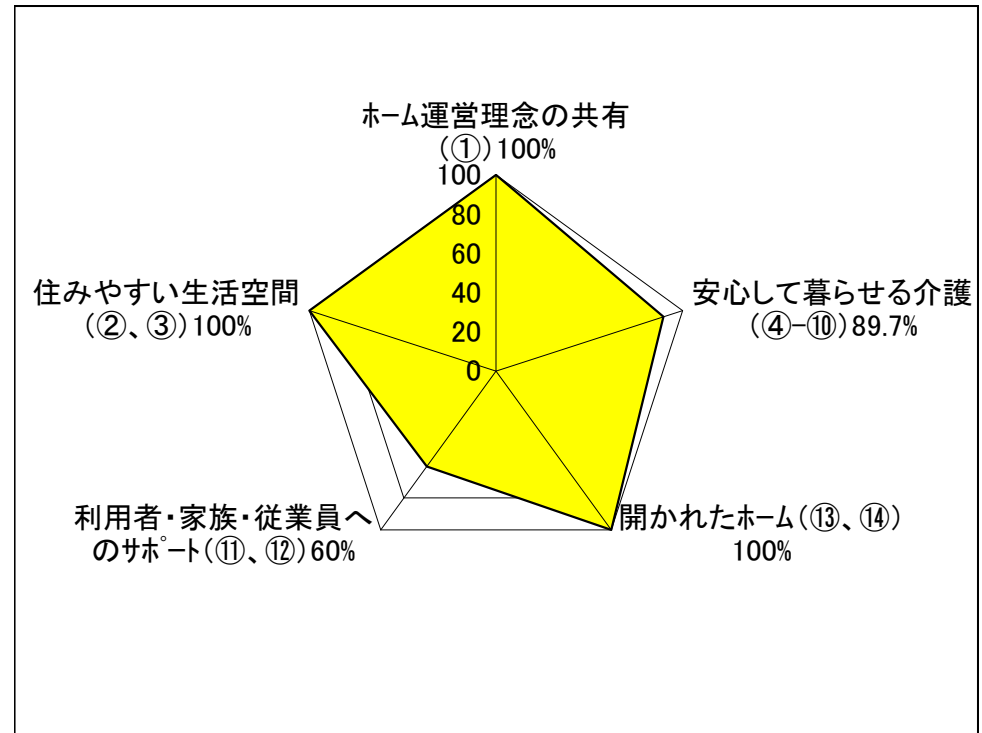 ﾎｰﾑ運営理念の共有
(①)100%
100
80
60
40
20
0
安心して暮らせる介護
(④-⑩)89.7%
開かれたホーム(⑬、⑭)
100%
利用者・家族・従業員へ
のｻﾎﾟｰﾄ(⑪、⑫)60%
住みやすい生活空間
(②、③)100%